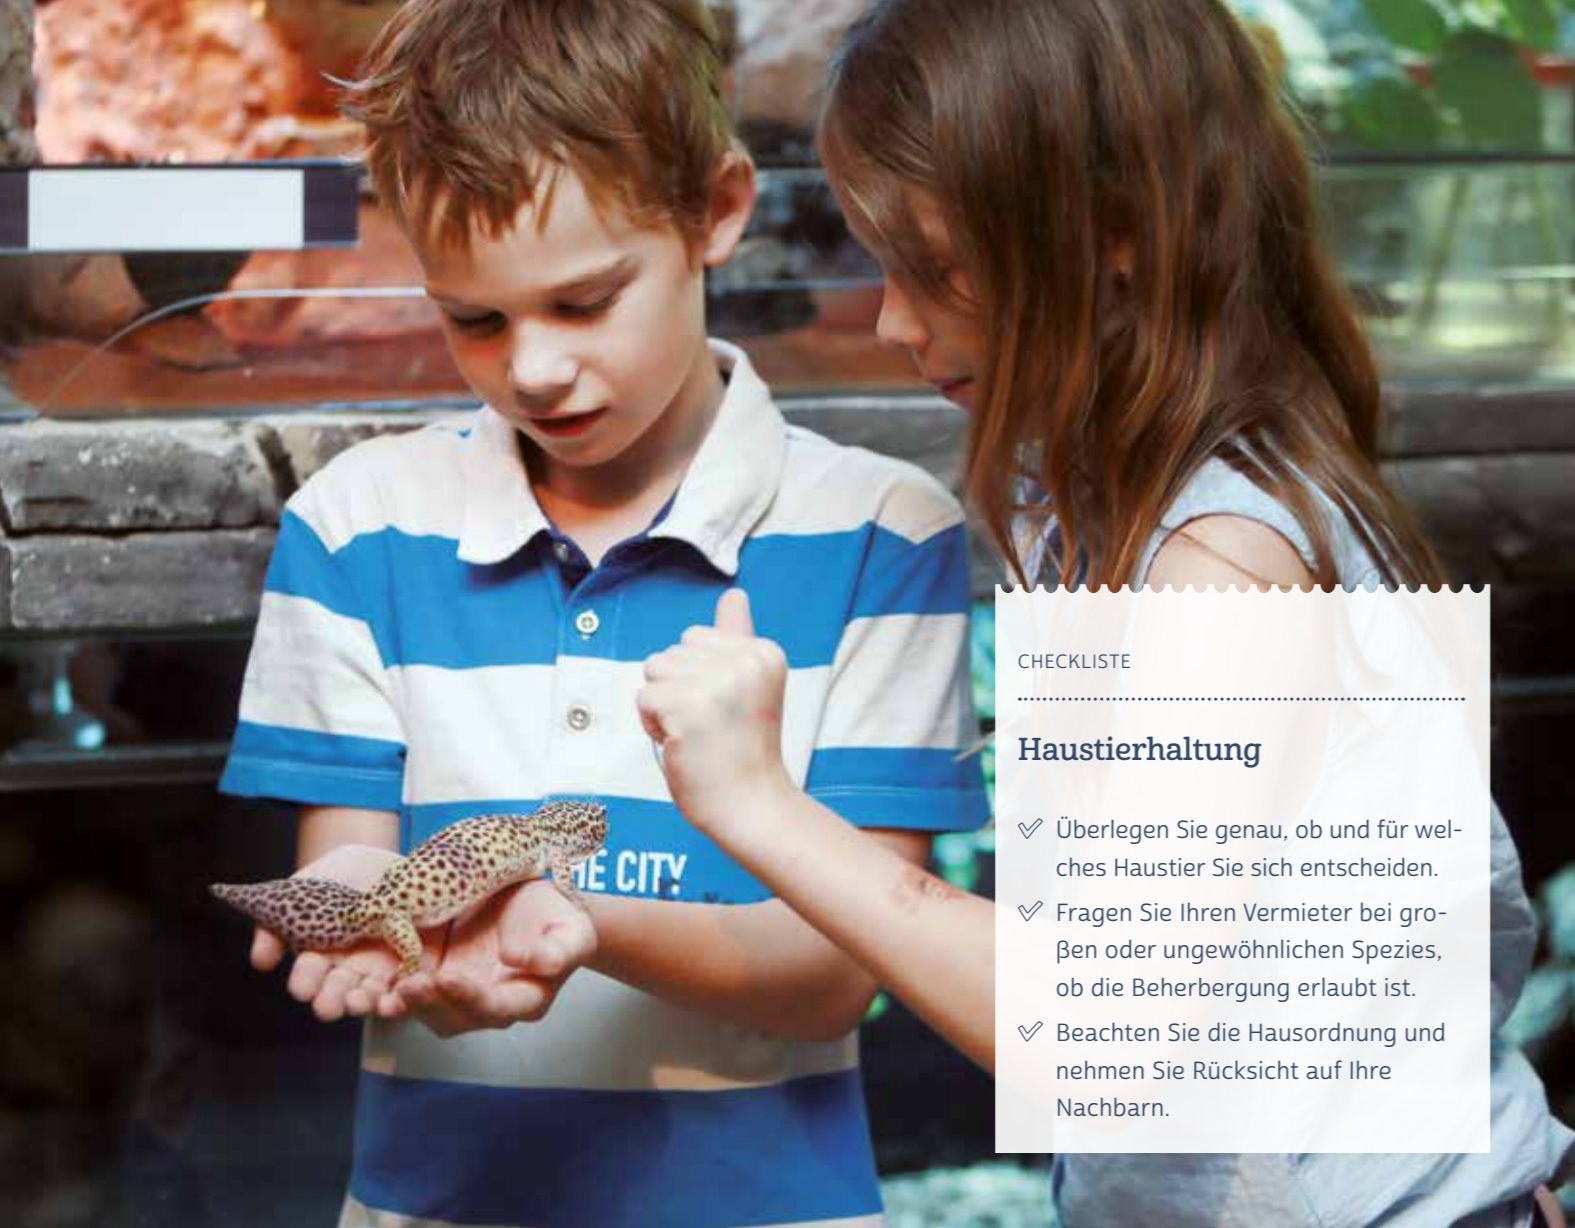 HE CITY
CHECKLISTE
Haustierhaltung
Überlegen Sie genau, ob und für wel-
ches Haustier Sie sich entscheiden.
Fragen Sie Ihren Vermieter bei gro-
ßen oder ungewöhnlichen Spezies,
ob die Beherbergung erlaubt ist.
Beachten Sie die Hausordnung und
nehmen Sie Rücksicht auf Ihre
Nachbarn.